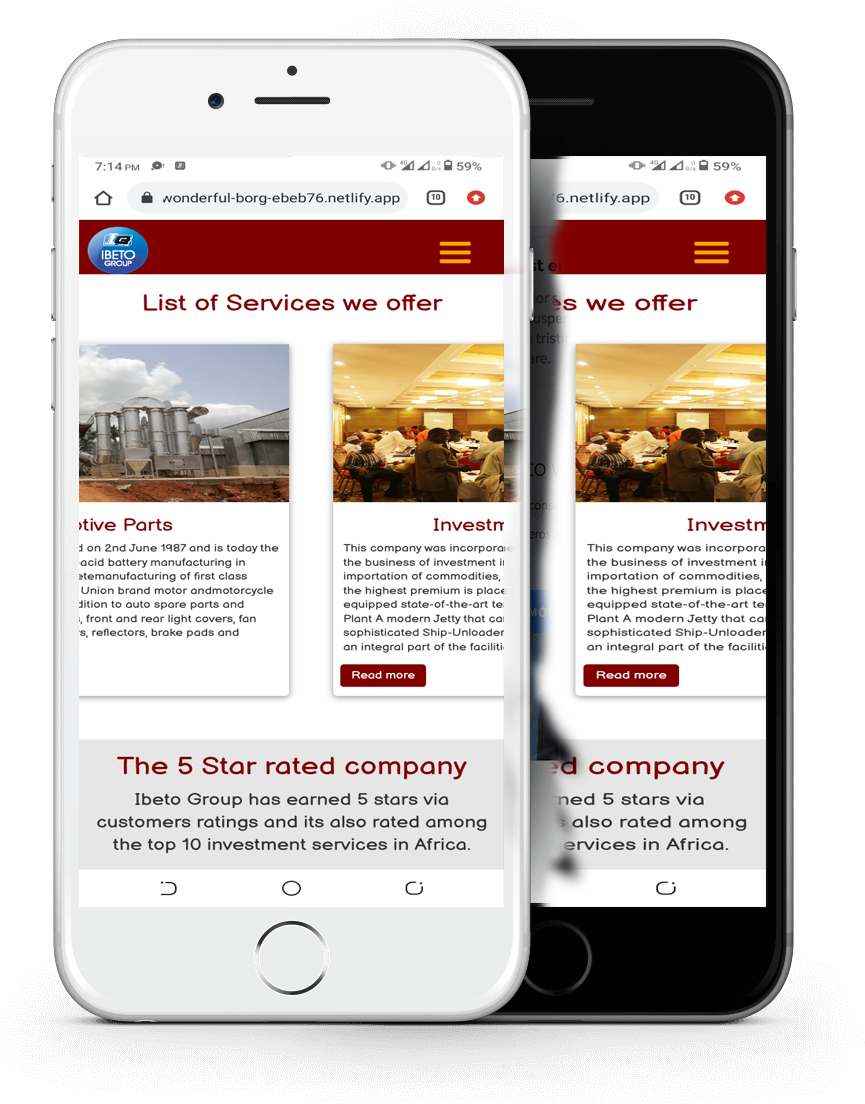 7:14 PM
4G
0
B/s
59%
wonderful-borg-ebeb76.netlify.app
10
IBETO
GROUP
List of Services we offer
tive Parts
d on 2nd June 1987 and is today the
acid battery manufacturing in
etemanufacturing of first class
Union brand motor andmotorcycle
dition to auto spare parts and
, front and rear light covers, fan
s, reflectors, brake pads and
Investm
This company was incorpora
the business of investment i
importation of commodities,
the highest premium is place
equipped state-of-the-art te
Plant A modern Jetty that ca
sophisticated Ship-Unloader
an integral part of the faciliti
Read more
The 5 Star rated company
Ibeto Group has earned 5 stars via
customers ratings and its also rated among
the top 10 investment services in Africa.
4G
0
B/s
59%
76.netlify.app
10
s we offer
Investm
This company was incorpora
the business of investment i
importation of commodities,
the highest premium is place
equipped state-of-the-art te
Plant A modern Jetty that ca
sophisticated Ship-Unloader
an integral part of the faciliti
Read more
ed company
rned 5 stars via
also rated among
ervices in Africa.